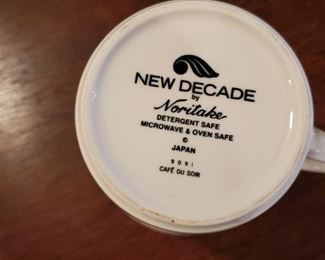 NEW DECADE
by
Noritake
DETERGENT SAFE
MICROWAVE & OVEN SAFE
©
JAPAN
9091
CAFÉ DU SOIR